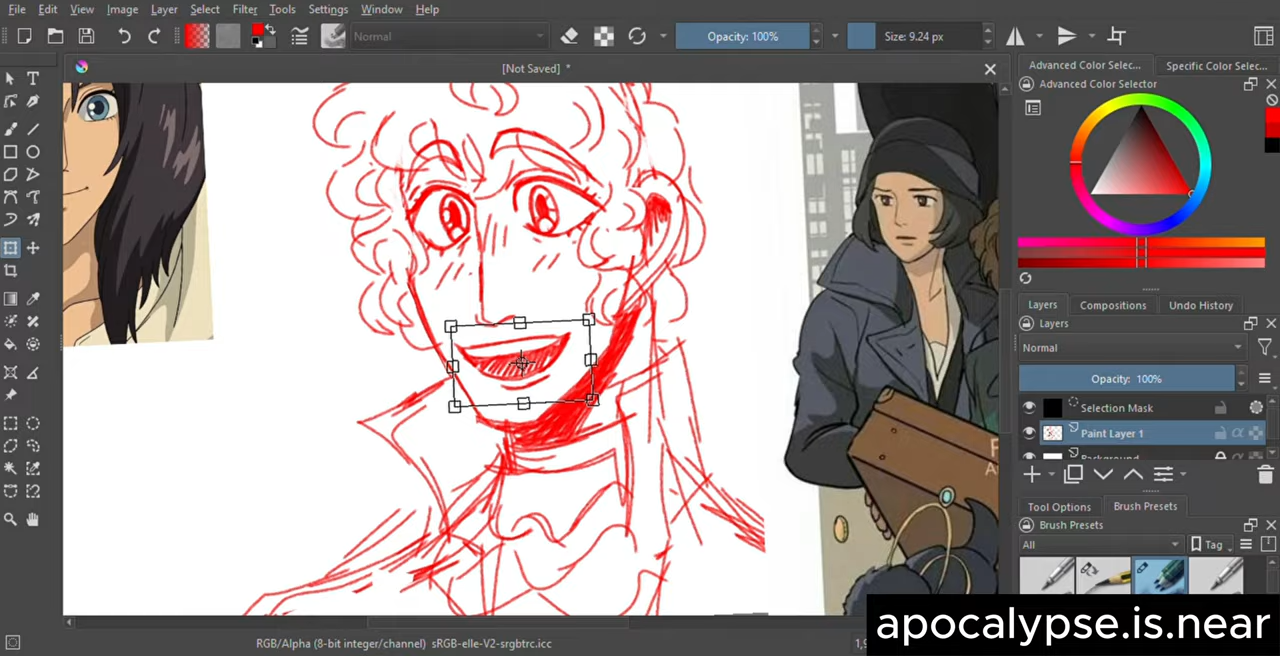 File Edit View Image Layer Select Filter Tools Settings Window Help
Normal Opacity: 100% Size: 9.24 px
[Not Saved] *
Advanced Color Selec... Specific Color Selec...
Advanced Color Selector
Layers Compositions Undo History
Layers
Normal
Opacity: 100%
Selection Mask
Paint Layer 1
Background
Tool Options Brush Presets
Brush Presets
All Tag
RGB/Alpha (8-bit integer/channel) sRGB-elle-V2-srgbtrc.icc
apocalypse.is.near